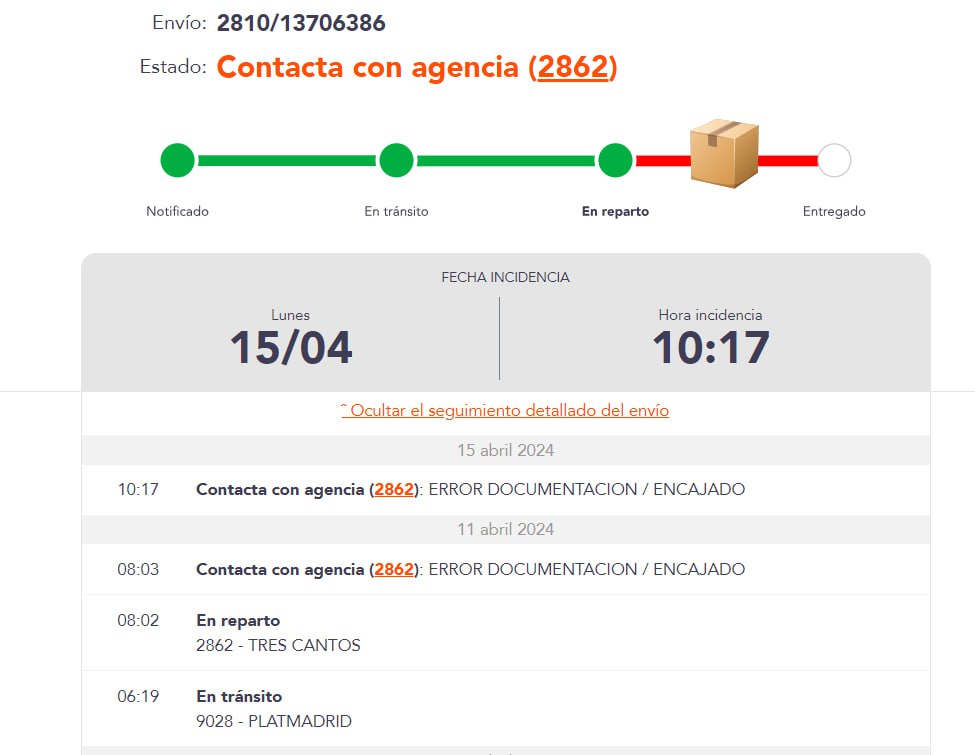 Envío: 2810/13706386
Estado: Contacta con agencia (2862)
Notificado En tránsito En reparto Entregado
FECHA INCIDENCIA
Lunes Hora incidencia
15/04 10:17
ˆ Ocultar el seguimiento detallado del envío
15 abril 2024
10:17 Contacta con agencia (2862): ERROR DOCUMENTACION / ENCAJADO
11 abril 2024
08:03 Contacta con agencia (2862): ERROR DOCUMENTACION / ENCAJADO
08:02 En reparto
2862 - TRES CANTOS
06:19 En tránsito
9028 - PLATMADRID